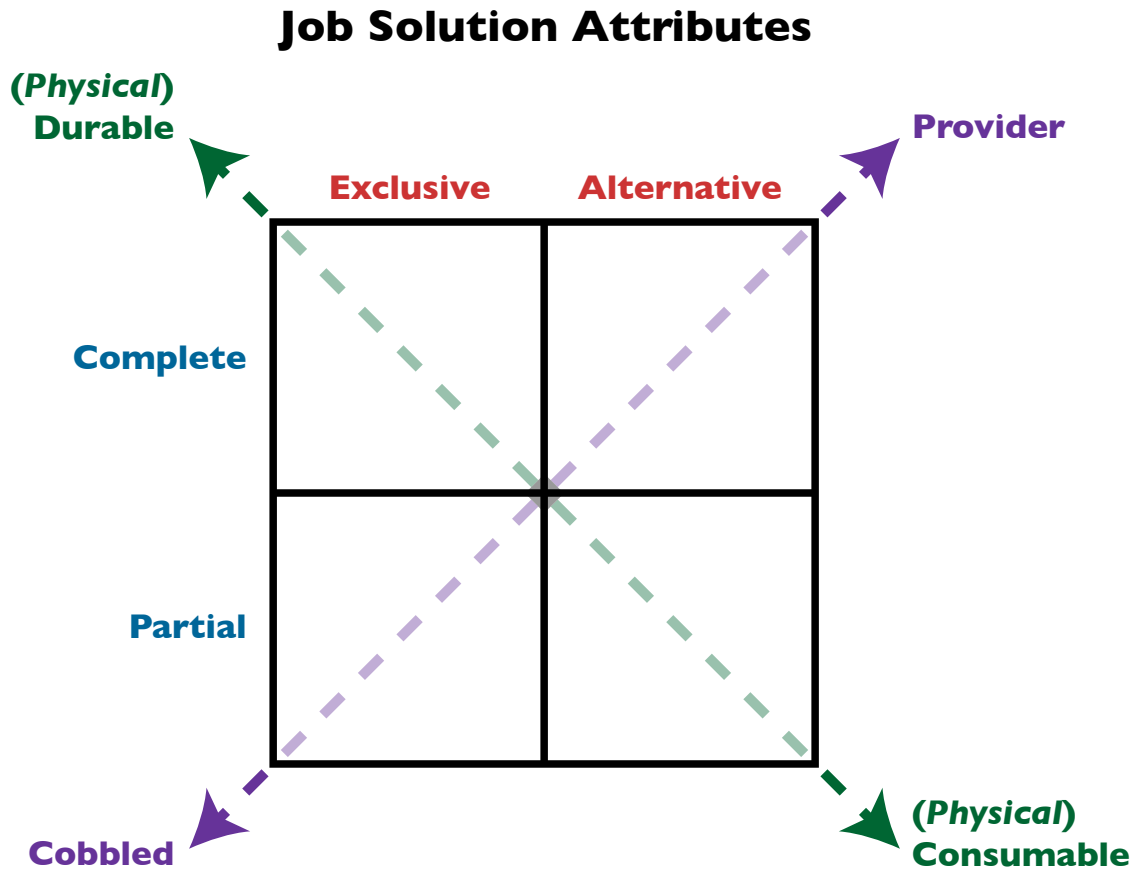 Job Solution Attributes
(Physical)
Durable
Provider
Exclusive
Alternative
Complete
Partial
(Physical)
Consumable
Cobbled